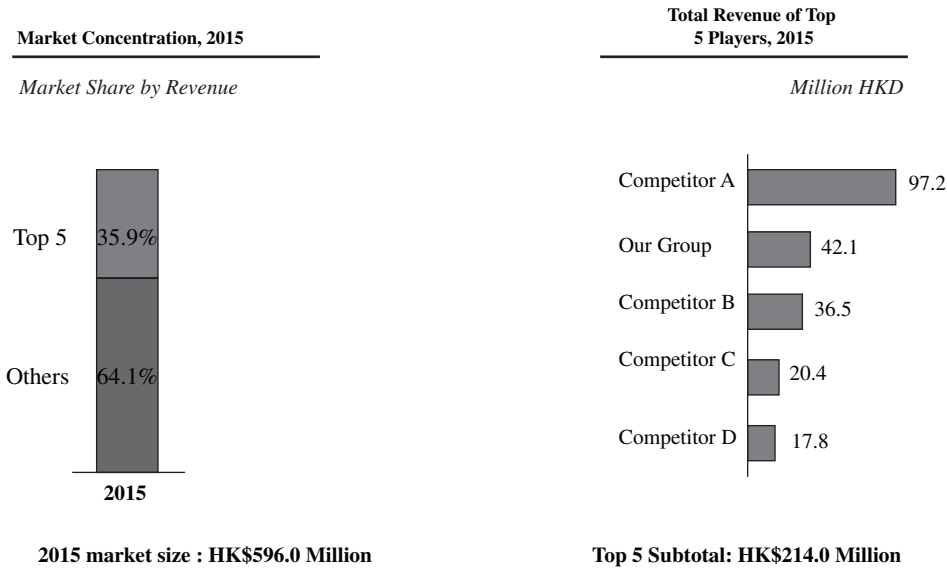 Market Concentration, 2015
Market Share by Revenue
Top 5
35.9%
Others
64.1%
2015
2015 market size : HK$596.0 Million
Total Revenue of Top
5 Players, 2015
Million HKD
Competitor A
97.2
Our Group
42.1
Competitor B
36.5
Competitor C
20.4
Competitor D
17.8
Top 5 Subtotal: HK$214.0 Million